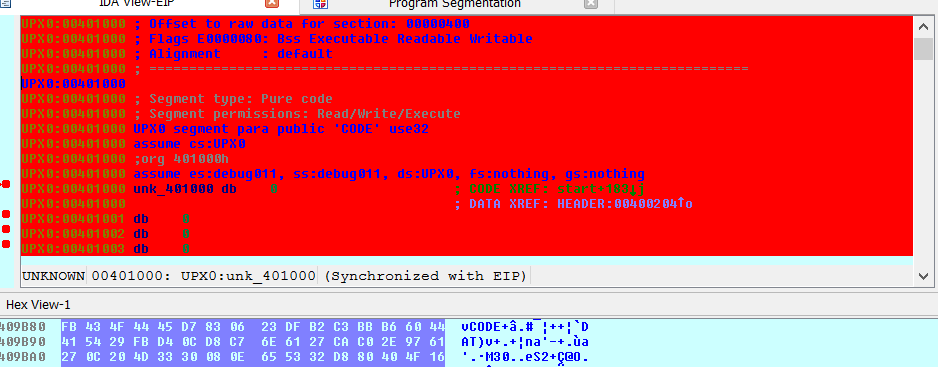 IDA View-EIP Program Segmentation
UPX0:00401000 ; Offset to raw data for section: 00000400
UPX0:00401000 ; Flags E0000080: Bss Executable Readable Writable
UPX0:00401000 ; Alignment     : default
UPX0:00401000 ; ===========================================================================
UPX0:00401000
UPX0:00401000 ; Segment type: Pure code
UPX0:00401000 ; Segment permissions: Read/Write/Execute
UPX0:00401000 UPX0 segment para public 'CODE' use32
UPX0:00401000 assume cs:UPX0
UPX0:00401000 ;org 401000h
UPX0:00401000 assume es:debug011, ss:debug011, ds:UPX0, fs:nothing, gs:nothing
UPX0:00401000 unk_401000 db    0                      ; CODE XREF: start+188↓j
UPX0:00401000                                         ; DATA XREF: HEADER:00400204↑o
UPX0:00401001 db    0
UPX0:00401002 db    0
UPX0:00401003 db    0
UNKNOWN 00401000: UPX0:unk_401000 (Synchronized with EIP)
Hex View-1
409B80 FB 43 4F 44 45 D7 83 06 23 DF B2 C3 BB B6 60 44 vCODE+â.#¯¦++¦`D
409B90 41 54 29 FB D4 0C D8 C7 6E 61 27 CA C0 2E 97 61 AT)v+.+¦na'-+.ùa
409BA0 27 0C 20 4D 33 30 08 0E 65 53 32 D8 80 40 4F 16 '.·M30..eS2+Ç@O.